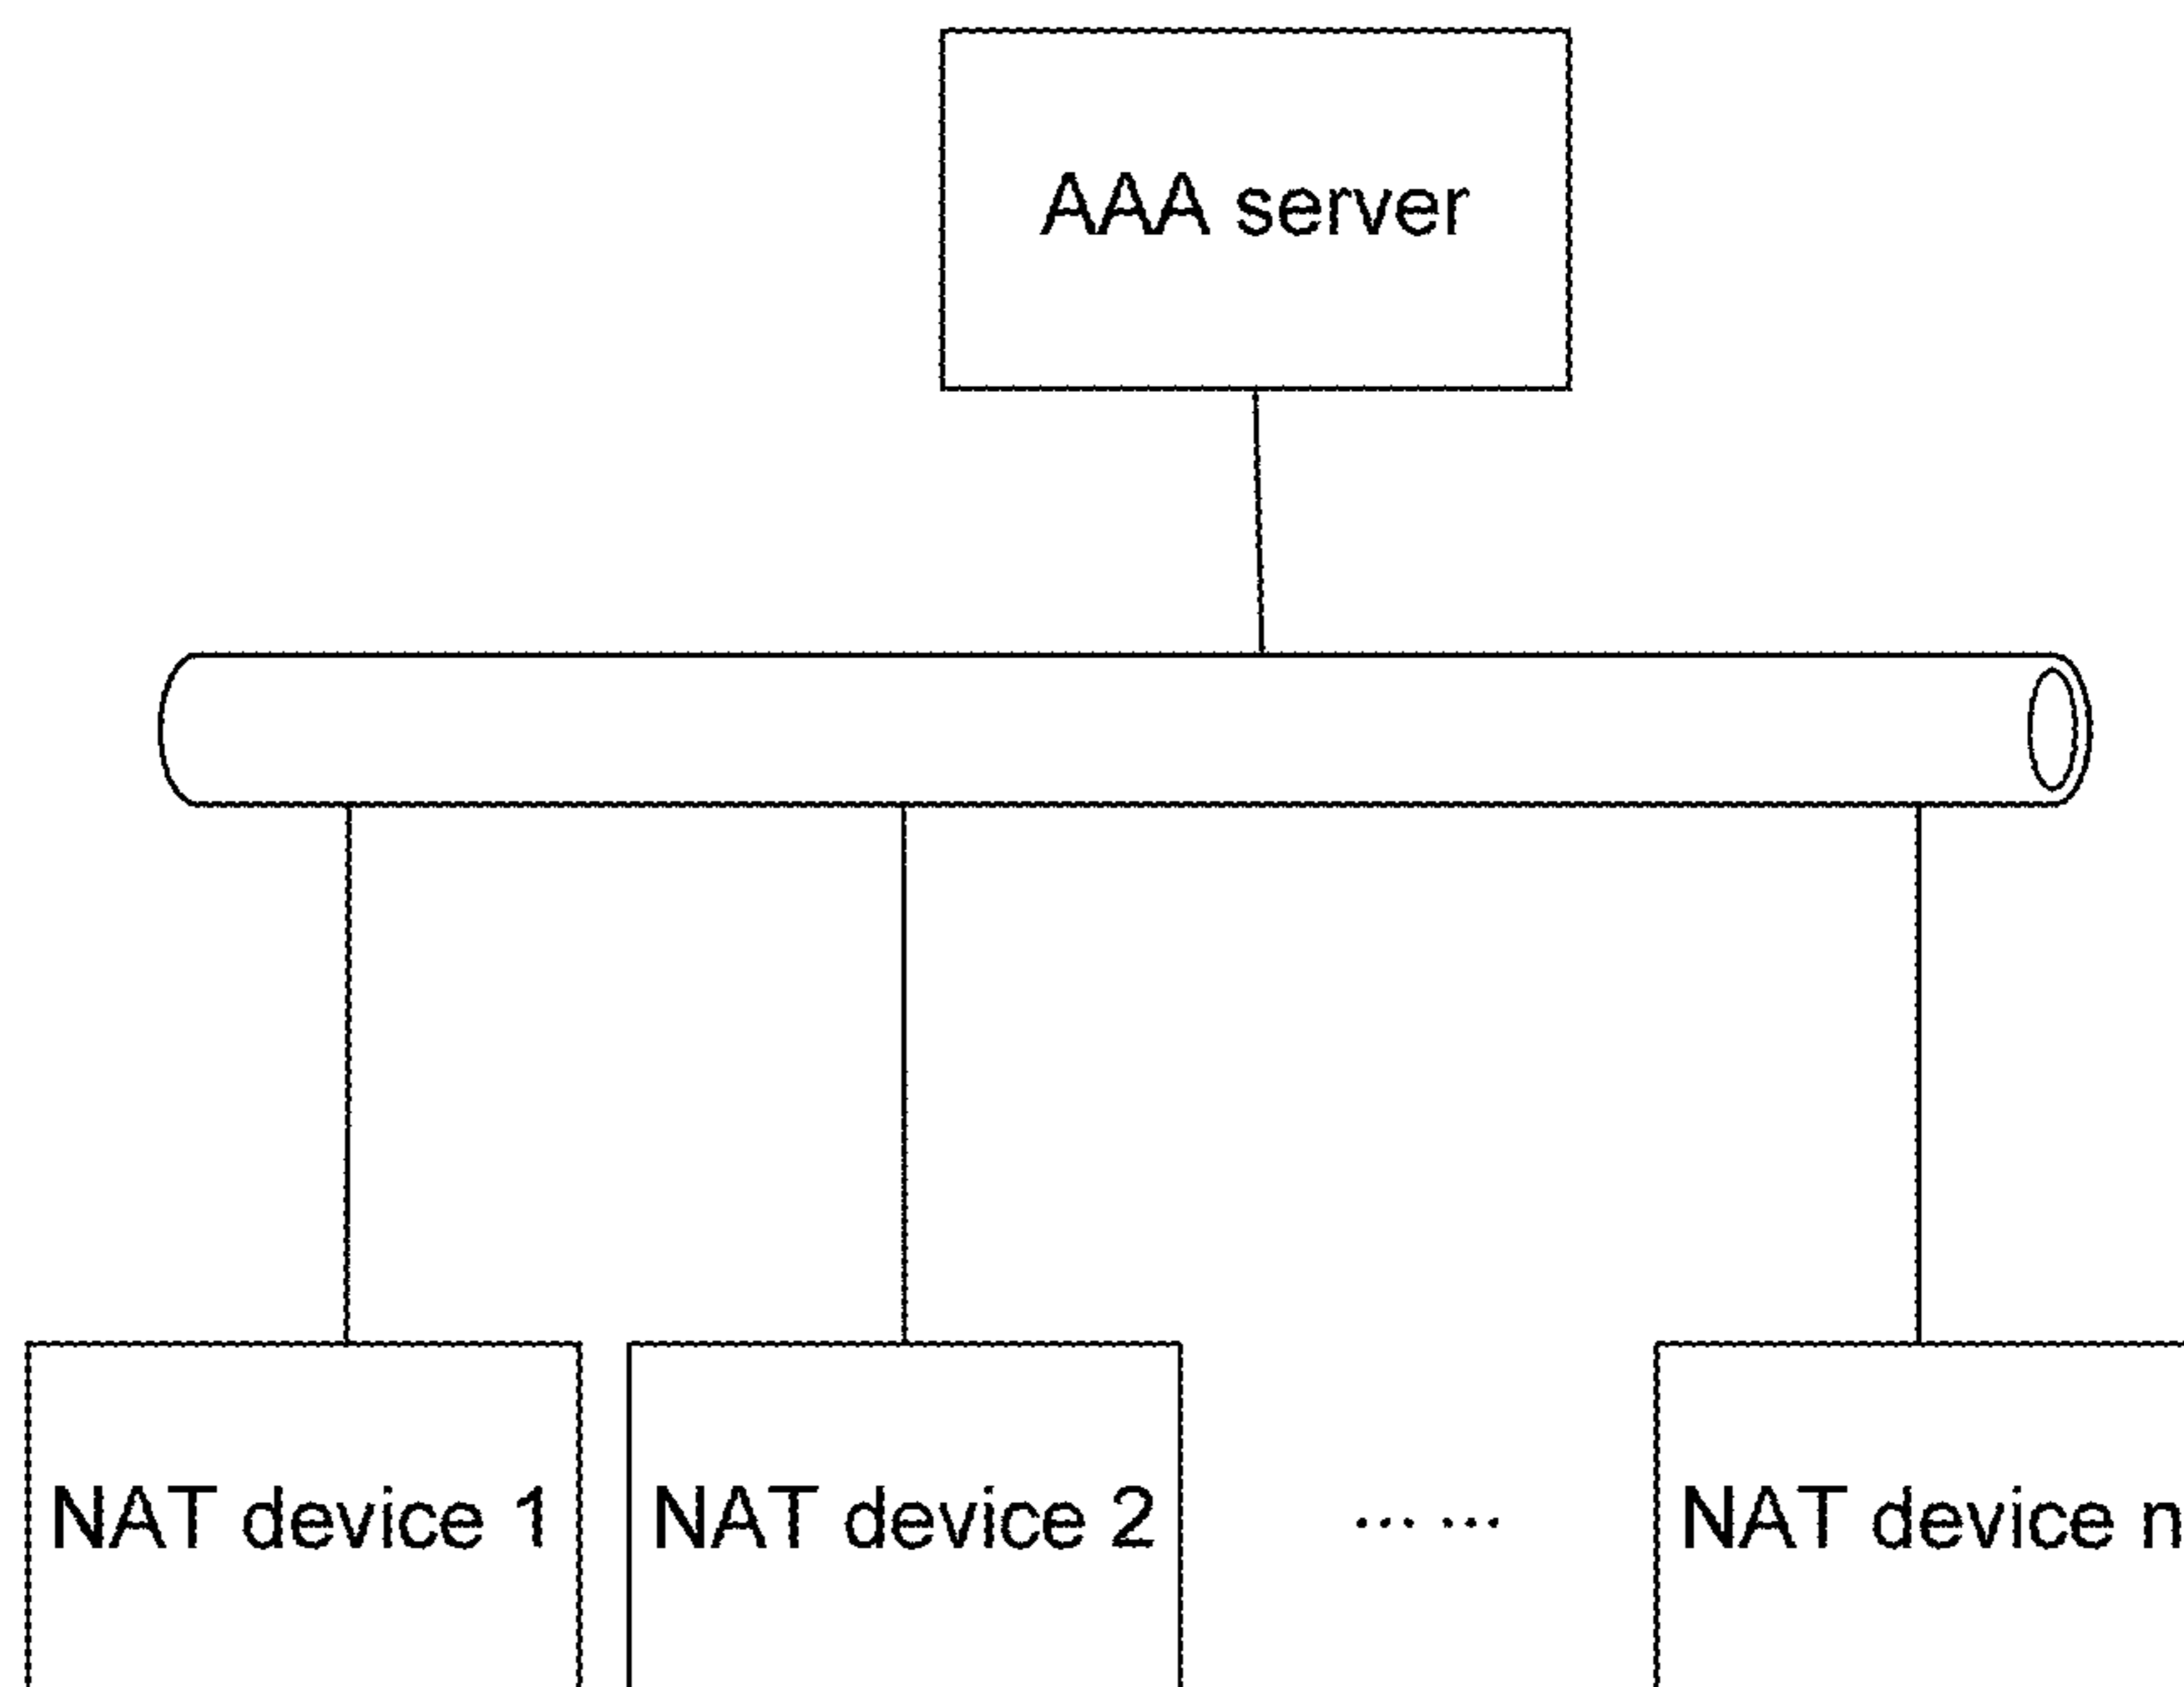 AAA server
NAT device 1
NAT device 2
... ...
NAT device n